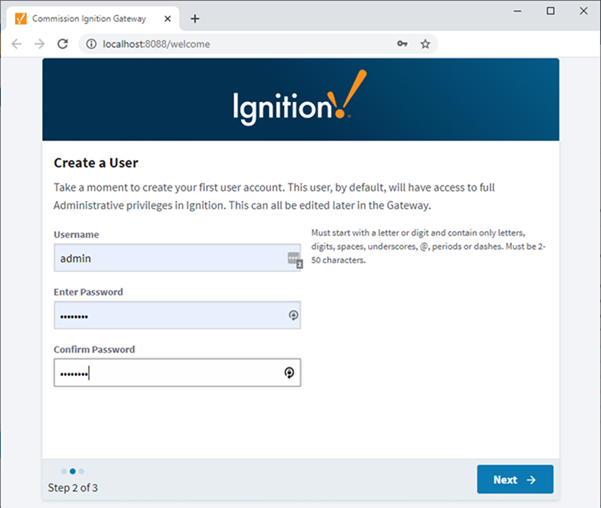 Commission Ignition Gateway
localhost:8088/welcome
Ignition!
Create a User
Take a moment to create your first user account. This user, by default, will have access to full
Administrative privileges in Ignition. This can all be edited later in the Gateway.
Username
Must start with a letter or digit and contain only letters,
digits, spaces, underscores, @, periods or dashes. Must be 2-
50 characters.
admin
2
Enter Password
••••••••
Confirm Password
••••••••
Step 2 of 3
Next →